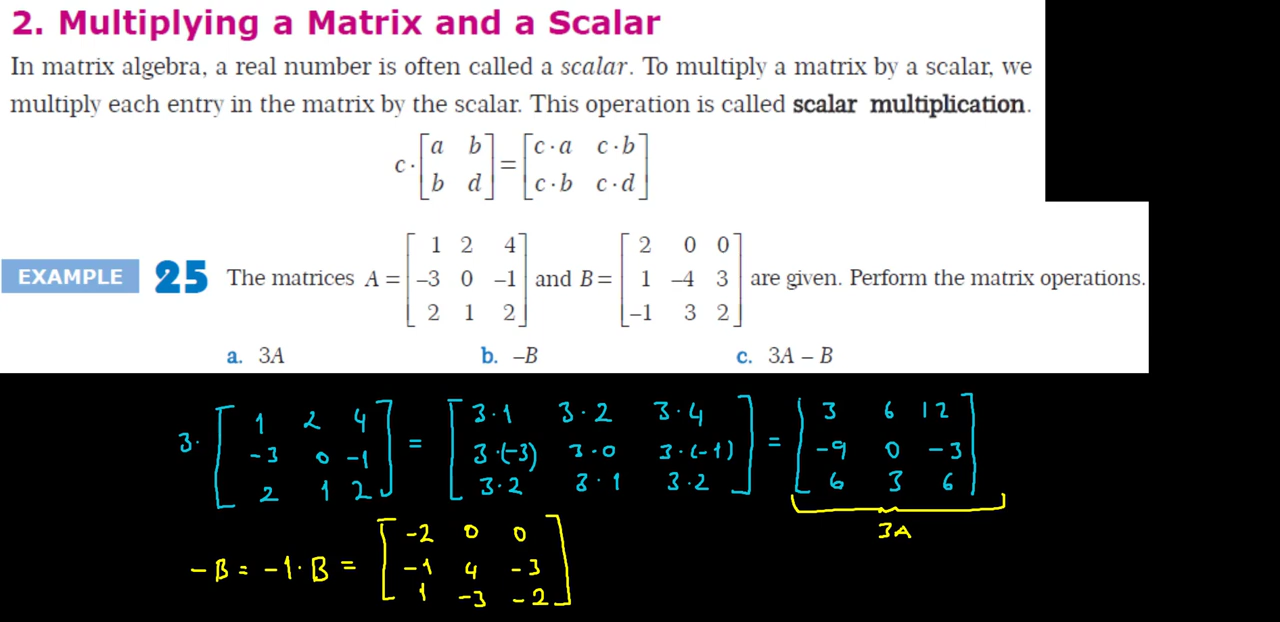 2. Multiplying a Matrix and a Scalar
In matrix algebra, a real number is often called a scalar. To multiply a matrix by a scalar, we
multiply each entry in the matrix by the scalar. This operation is called scalar multiplication.
c · [a b; b d] = [c·a c·b; c·b c·d]
EXAMPLE 25 The matrices A = [1 2 4; –3 0 –1; 2 1 2] and B = [2 0 0; 1 –4 3; –1 3 2] are given. Perform the matrix operations.
a. 3A b. –B c. 3A – B
3· [1 2 4; -3 0 -1; 2 1 2] = [3·1 3·2 3·4; 3·(-3) 3·0 3·(-1); 3·2 3·1 3·2] = [3 6 12; -9 0 -3; 6 3 6]
3A
-B = -1·B = [-2 0 0; -1 4 -3; 1 -3 -2]